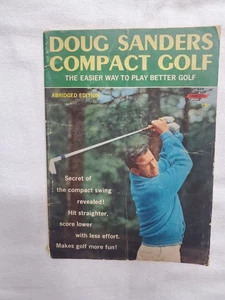 DOUG SANDERS
COMPACT GOLF
THE EASIER WAY TO PLAY BETTER GOLF
ABRIDGED EDITION
Secret of
the compact swing
revealed!
Hit straighter,
score lower
with less effort.
Makes golf more fun!